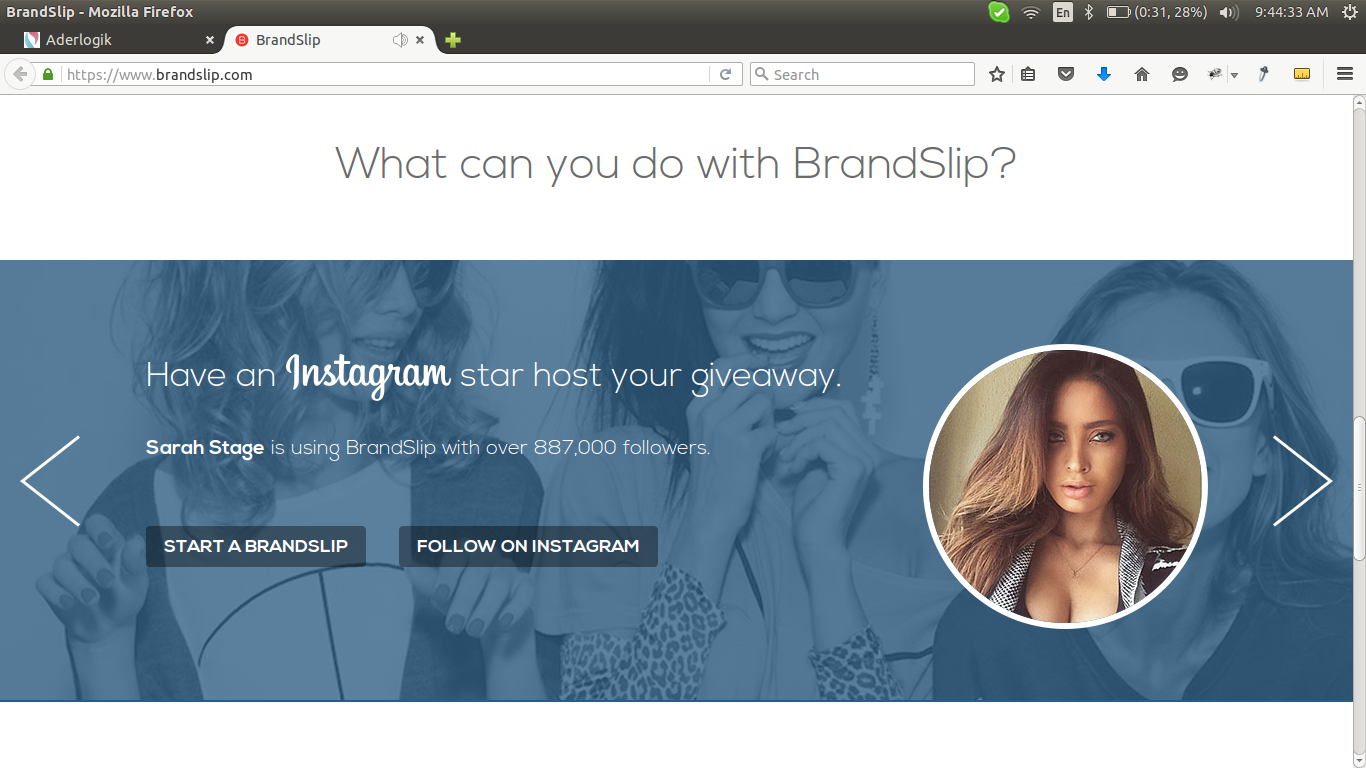 BrandSlip - Mozilla Firefox
En
(0:31, 28%)
9:44:33 AM
Aderlogik
BrandSlip
https://www.brandslip.com
Search
What can you do with BrandSlip?
Have an Instagram star host your giveaway.
Sarah Stage is using BrandSlip with over 887,000 followers.
START A BRANDSLIP
FOLLOW ON INSTAGRAM